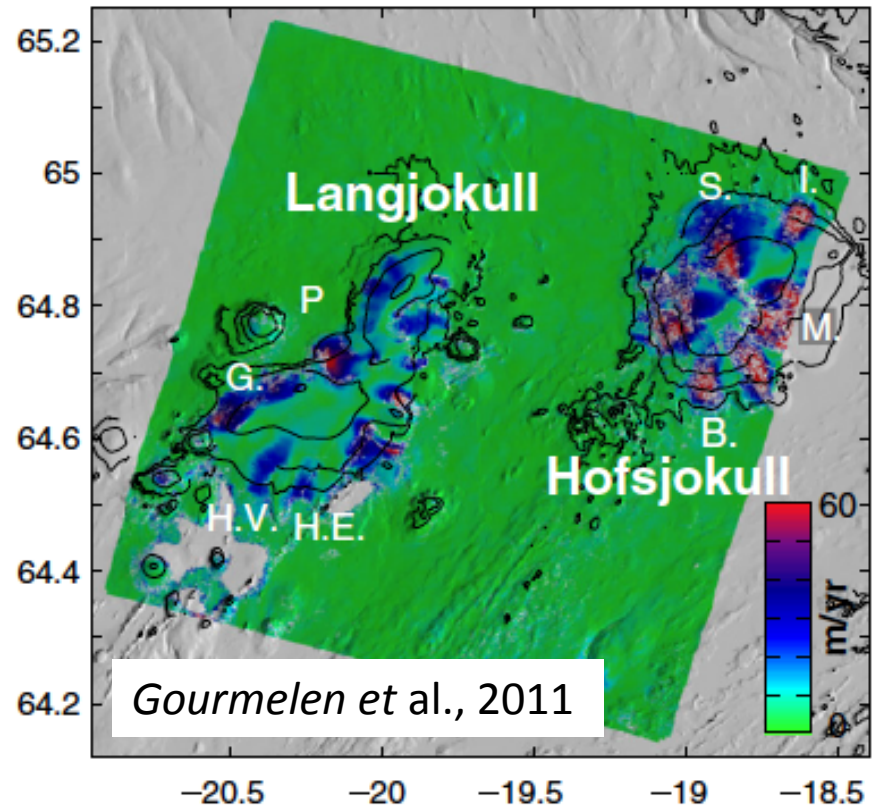 65.2
65
64.8
64.6
64.4
64.2
Langjokull
S.
I.
P
M.
G.
B.
Hofsjokull
H.V.
H.E.
60
m/yr
0
Gourmelen et al., 2011
−20.5
−20
−19.5
−19
−18.5